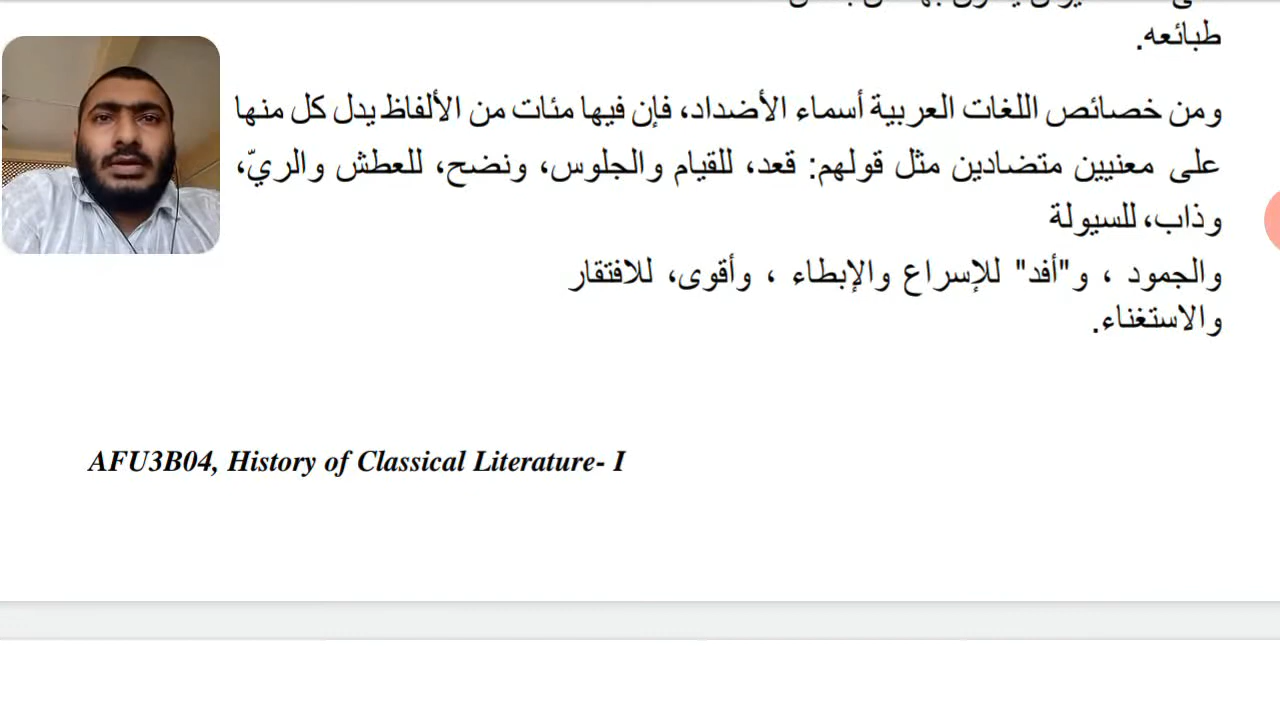 طبائعه.
ومن خصائص اللغات العربية أسماء الأضداد، فإن فيها مئات من الألفاظ يدل كل منها
على معنيين متضادين مثل قولهم: قعد، للقيام والجلوس، ونضح، للعطش والريّ،
وذاب، للسيولة
والجمود ، و"أفد" للإسراع والإبطاء ، وأقوى، للافتقار
والاستغناء.
AFU3B04, History of Classical Literature- I